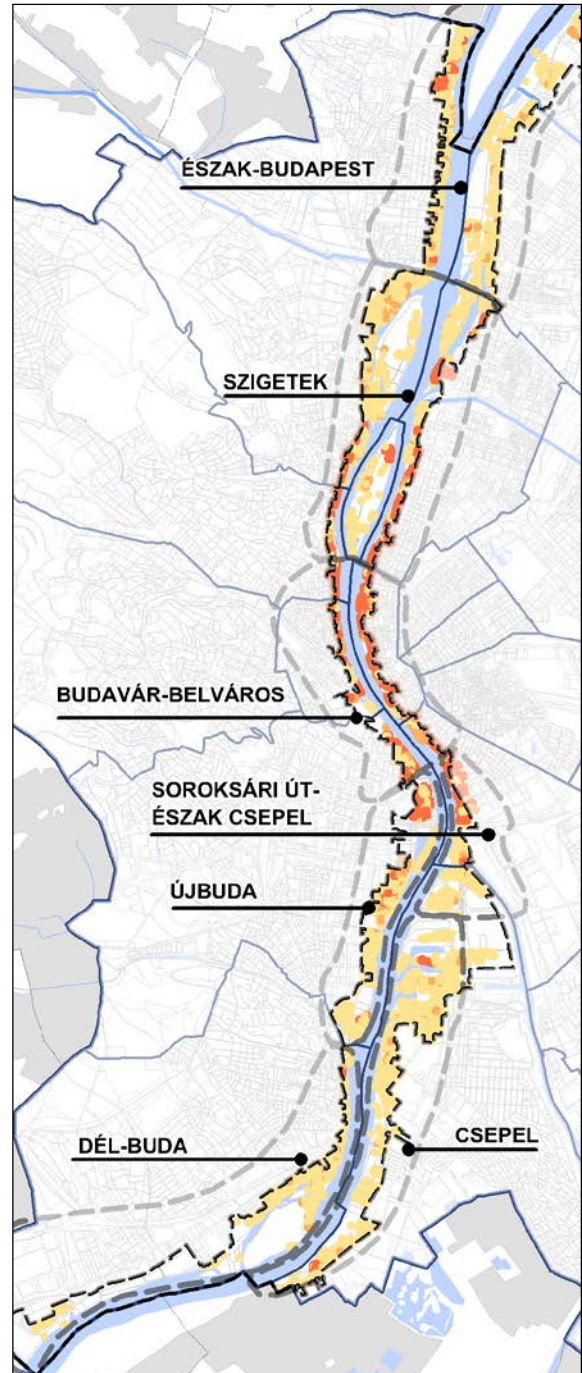 ÉSZAK-BUDAPEST
SZIGETEK
BUDAVÁR-BELVÁROS
SOROKSÁRI ÚT-
ÉSZAK CSEPEL
ÚJBUDA
DÉL-BUDA
CSEPEL